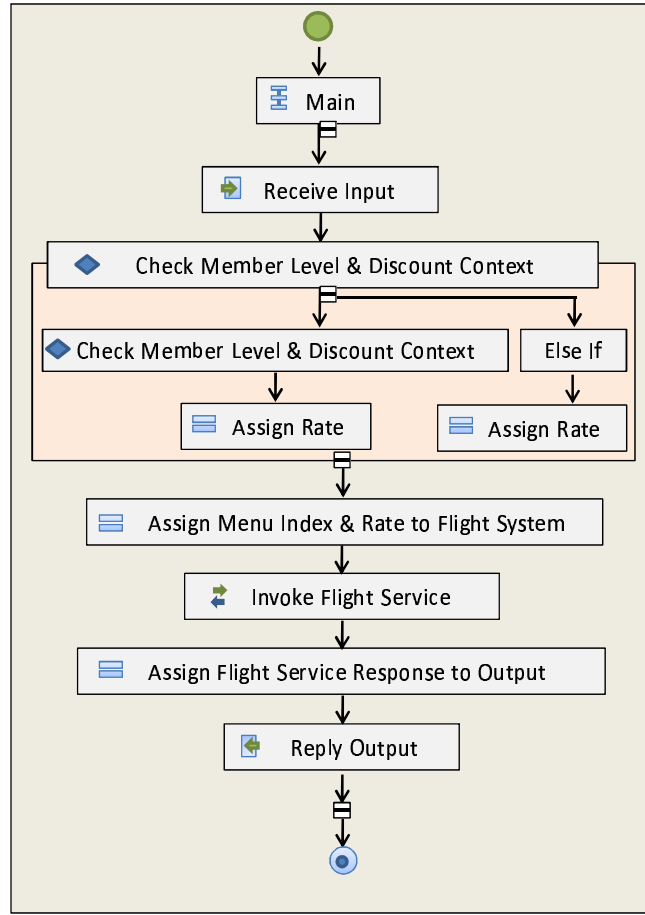 Main
Receive Input
Check Member Level & Discount Context
Check Member Level & Discount Context
Else If
Assign Rate
Assign Rate
Assign Menu Index & Rate to Flight System
Invoke Flight Service
Assign Flight Service Response to Output
Reply Output